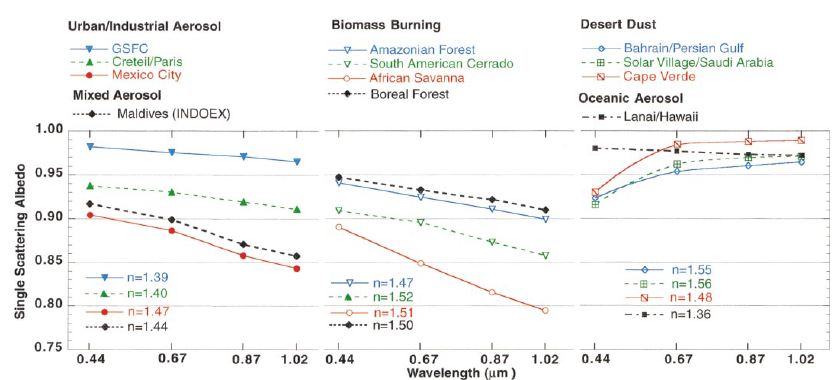 Urban/Industrial Aerosol
GSFC
Creteil/Paris
Mexico City
Mixed Aerosol
Maldives (INDOEX)
Biomass Burning
Amazonian Forest
South American Cerrado
African Savanna
Boreal Forest
Desert Dust
Bahrain/Persian Gulf
Solar Village/Saudi Arabia
Cape Verde
Oceanic Aerosol
Lanai/Hawaii
Single Scattering Albedo
1.00
0.95
0.90
0.85
0.80
0.75
n=1.39
n=1.40
n=1.47
n=1.44
n=1.47
n=1.52
n=1.51
n=1.50
n=1.55
n=1.56
n=1.48
n=1.36
0.44 0.67 0.87 1.02 0.44 0.67 0.87 1.02 0.44 0.67 0.87 1.02
Wavelength (μm )